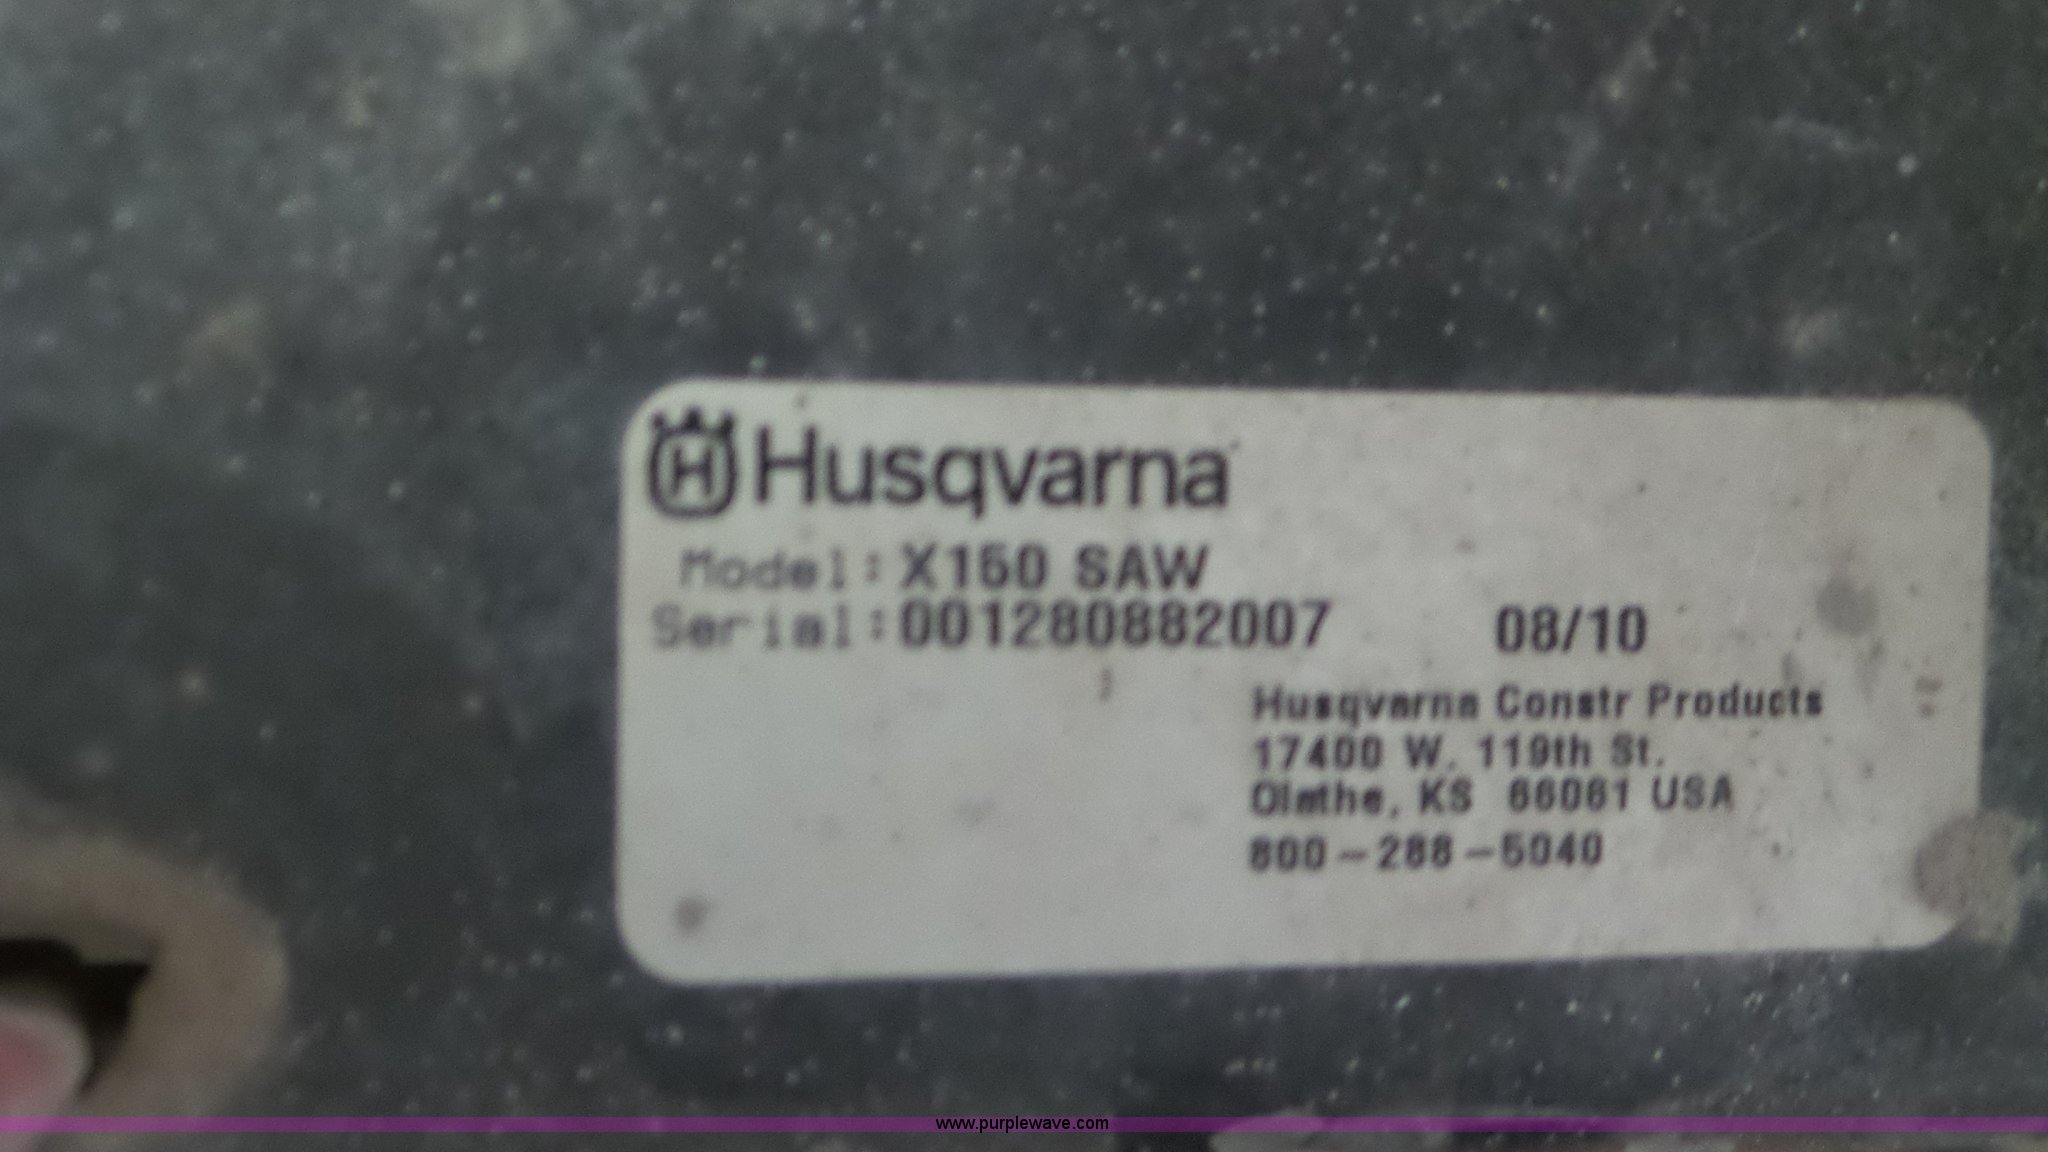 Husqvarna
Model: X150 SAW
Serial: 001280882007 08/10
Husqvarna Constr Products
17400 W. 119th St.
Olathe, KS 66061 USA
800-288-5040
www.purplewave.com